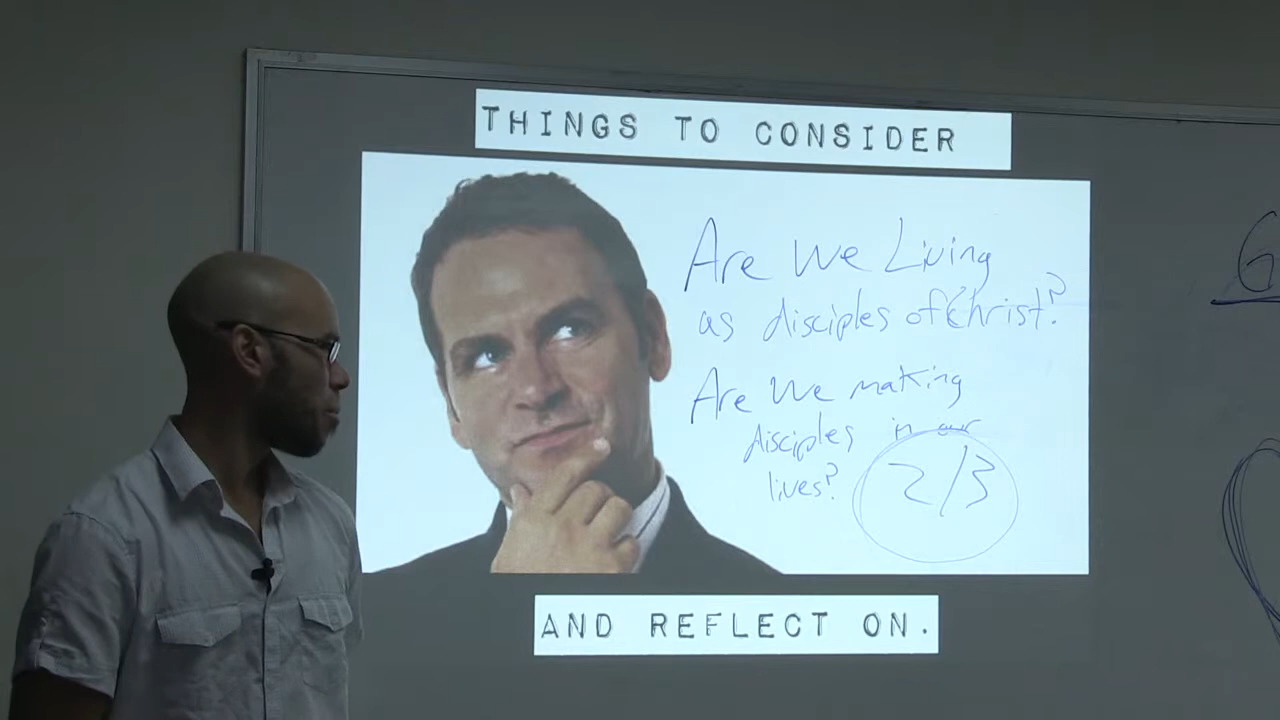 THINGS TO CONSIDER
Are We Living
as disciples of Christ?
Are We making
disciples in our
lives?
2/3
G
AND REFLECT ON.